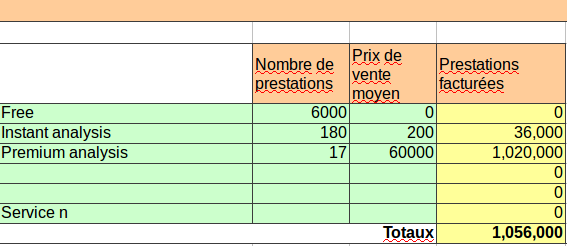 Nombre de prestations Prix de vente moyen Prestations facturées
Free 6000 0 0
Instant analysis 180 200 36,000
Premium analysis 17 60000 1,020,000
0
0
Service n 0
Totaux 1,056,000